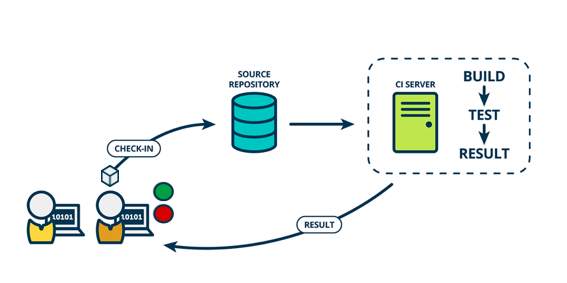 SOURCE
REPOSITORY
CI SERVER
BUILD
TEST
RESULT
CHECK-IN
10101
10101
RESULT